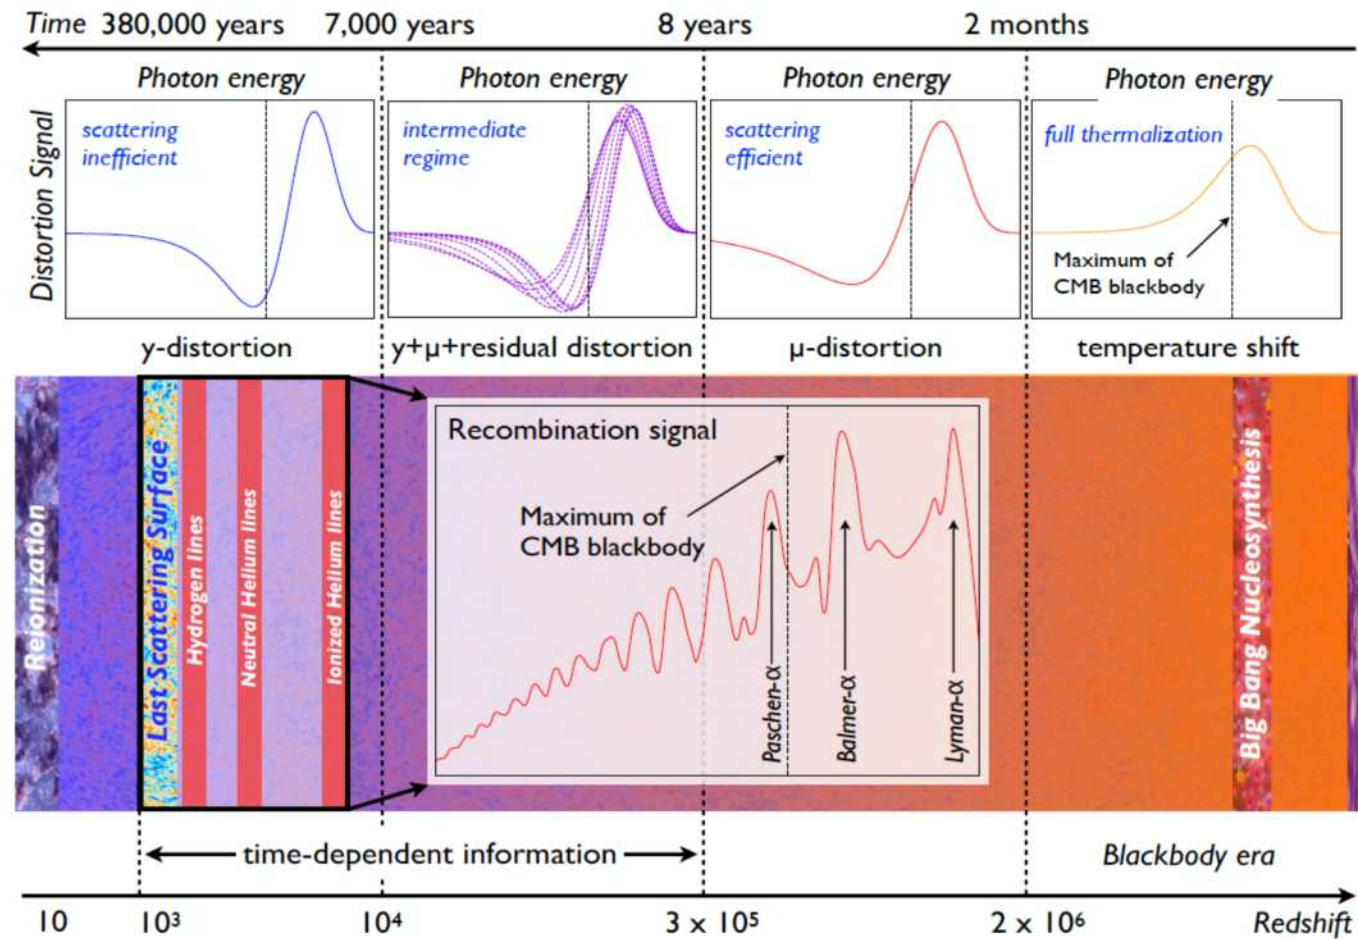 Time 380,000 years 7,000 years 8 years 2 months
Photon energy Photon energy Photon energy Photon energy
Distortion Signal
scattering
inefficient
intermediate
regime
scattering
efficient
full thermalization
Maximum of
CMB blackbody
y-distortion y+μ+residual distortion μ-distortion temperature shift
Reionization
Last Scattering Surface
Hydrogen lines
Neutral Helium lines
Ionized Helium lines
Recombination signal
Maximum of
CMB blackbody
Paschen-α
Balmer-α
Lyman-α
Big Bang Nucleosynthesis
time-dependent information
Blackbody era
10 10³ 10⁴ 3 x 10⁵ 2 x 10⁶ Redshift